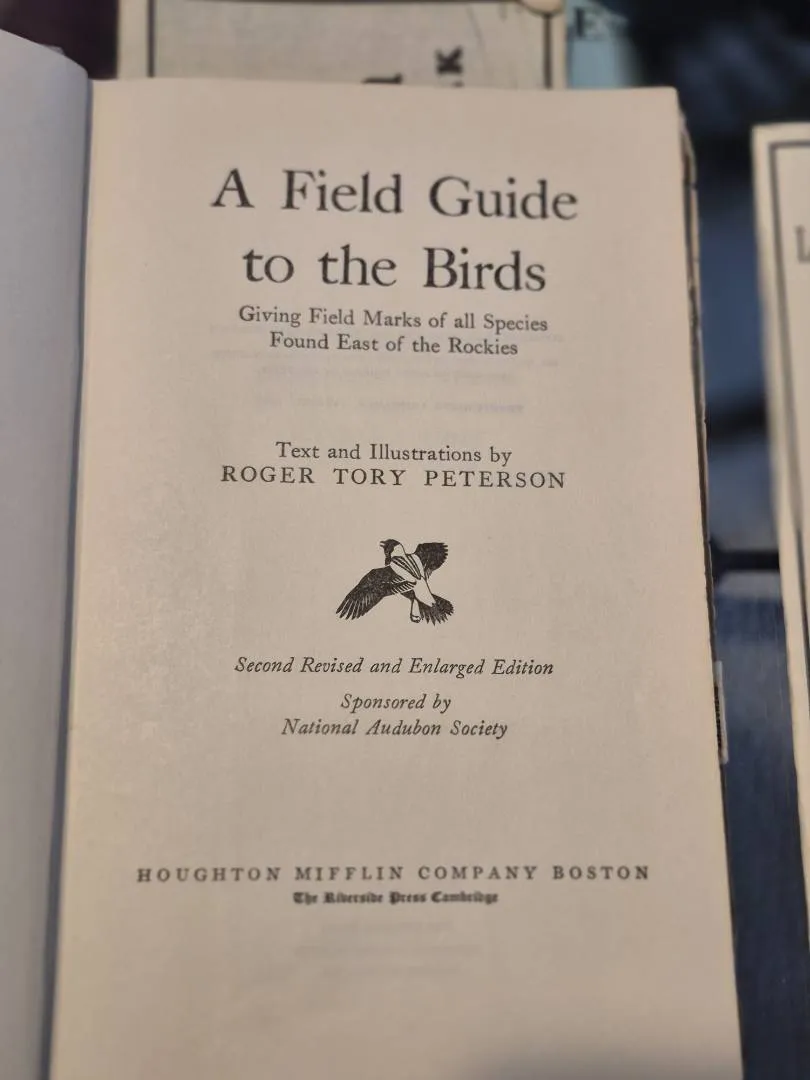 A Field Guide
to the Birds
Giving Field Marks of all Species
Found East of the Rockies
Text and Illustrations by
ROGER TORY PETERSON
Second Revised and Enlarged Edition
Sponsored by
National Audubon Society
HOUGHTON MIFFLIN COMPANY BOSTON
The Riverside Press Cambridge